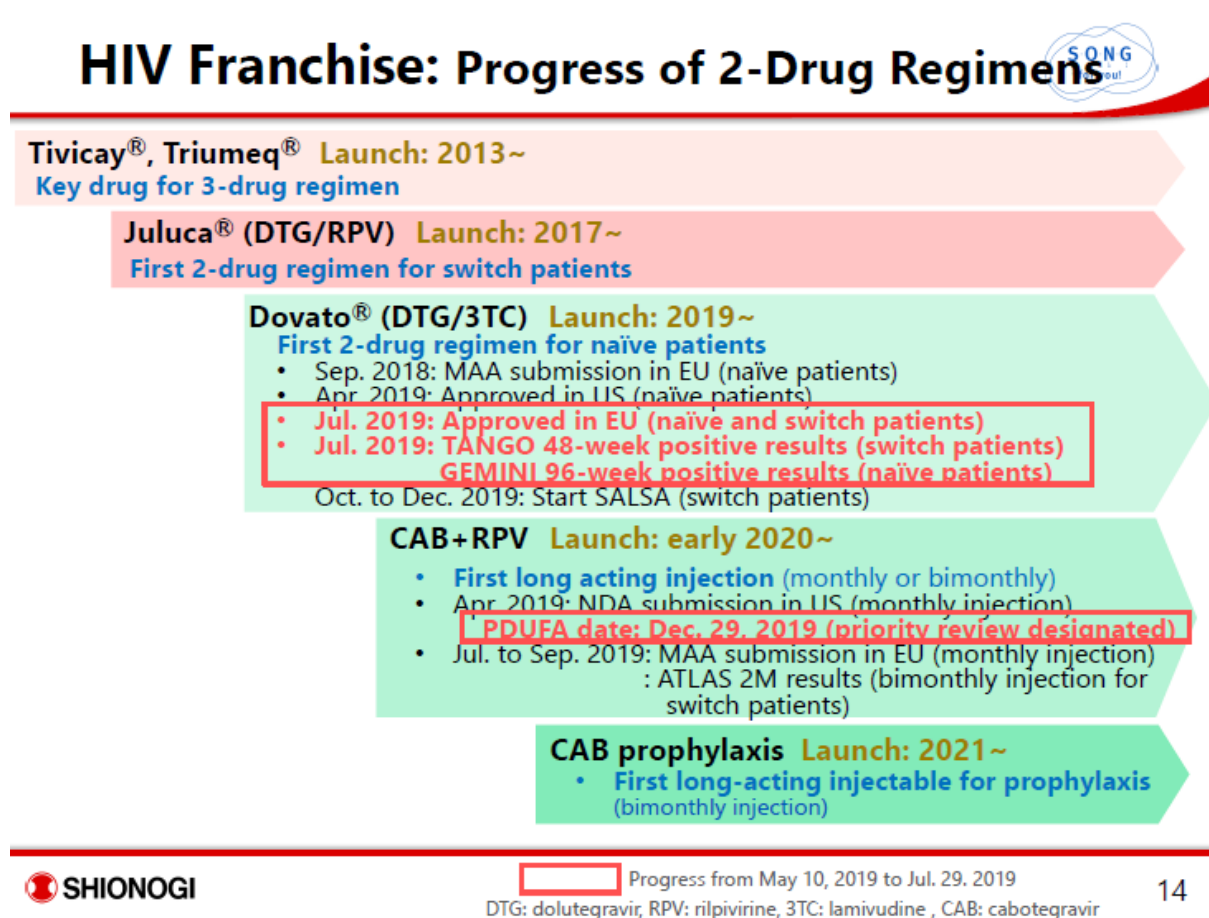 HIV Franchise: Progress of 2-Drug Regimens
SONG
you!
Tivicay®, Triumeq® Launch: 2013~
Key drug for 3-drug regimen
Juluca® (DTG/RPV) Launch: 2017~
First 2-drug regimen for switch patients
Dovato® (DTG/3TC) Launch: 2019~
First 2-drug regimen for naïve patients
• Sep. 2018: MAA submission in EU (naïve patients)
• Apr. 2019: Approved in US (naïve patients)
• Jul. 2019: Approved in EU (naïve and switch patients)
• Jul. 2019: TANGO 48-week positive results (switch patients)
GEMINI 96-week positive results (naïve patients)
Oct. to Dec. 2019: Start SALSA (switch patients)
CAB+RPV Launch: early 2020~
• First long acting injection (monthly or bimonthly)
• Apr. 2019: NDA submission in US (monthly injection)
PDUFA date: Dec. 29, 2019 (priority review designated)
• Jul. to Sep. 2019: MAA submission in EU (monthly injection)
: ATLAS 2M results (bimonthly injection for
switch patients)
CAB prophylaxis Launch: 2021~
• First long-acting injectable for prophylaxis
(bimonthly injection)
SHIONOGI
Progress from May 10, 2019 to Jul. 29. 2019
DTG: dolutegravir, RPV: rilpivirine, 3TC: lamivudine , CAB: cabotegravir
14